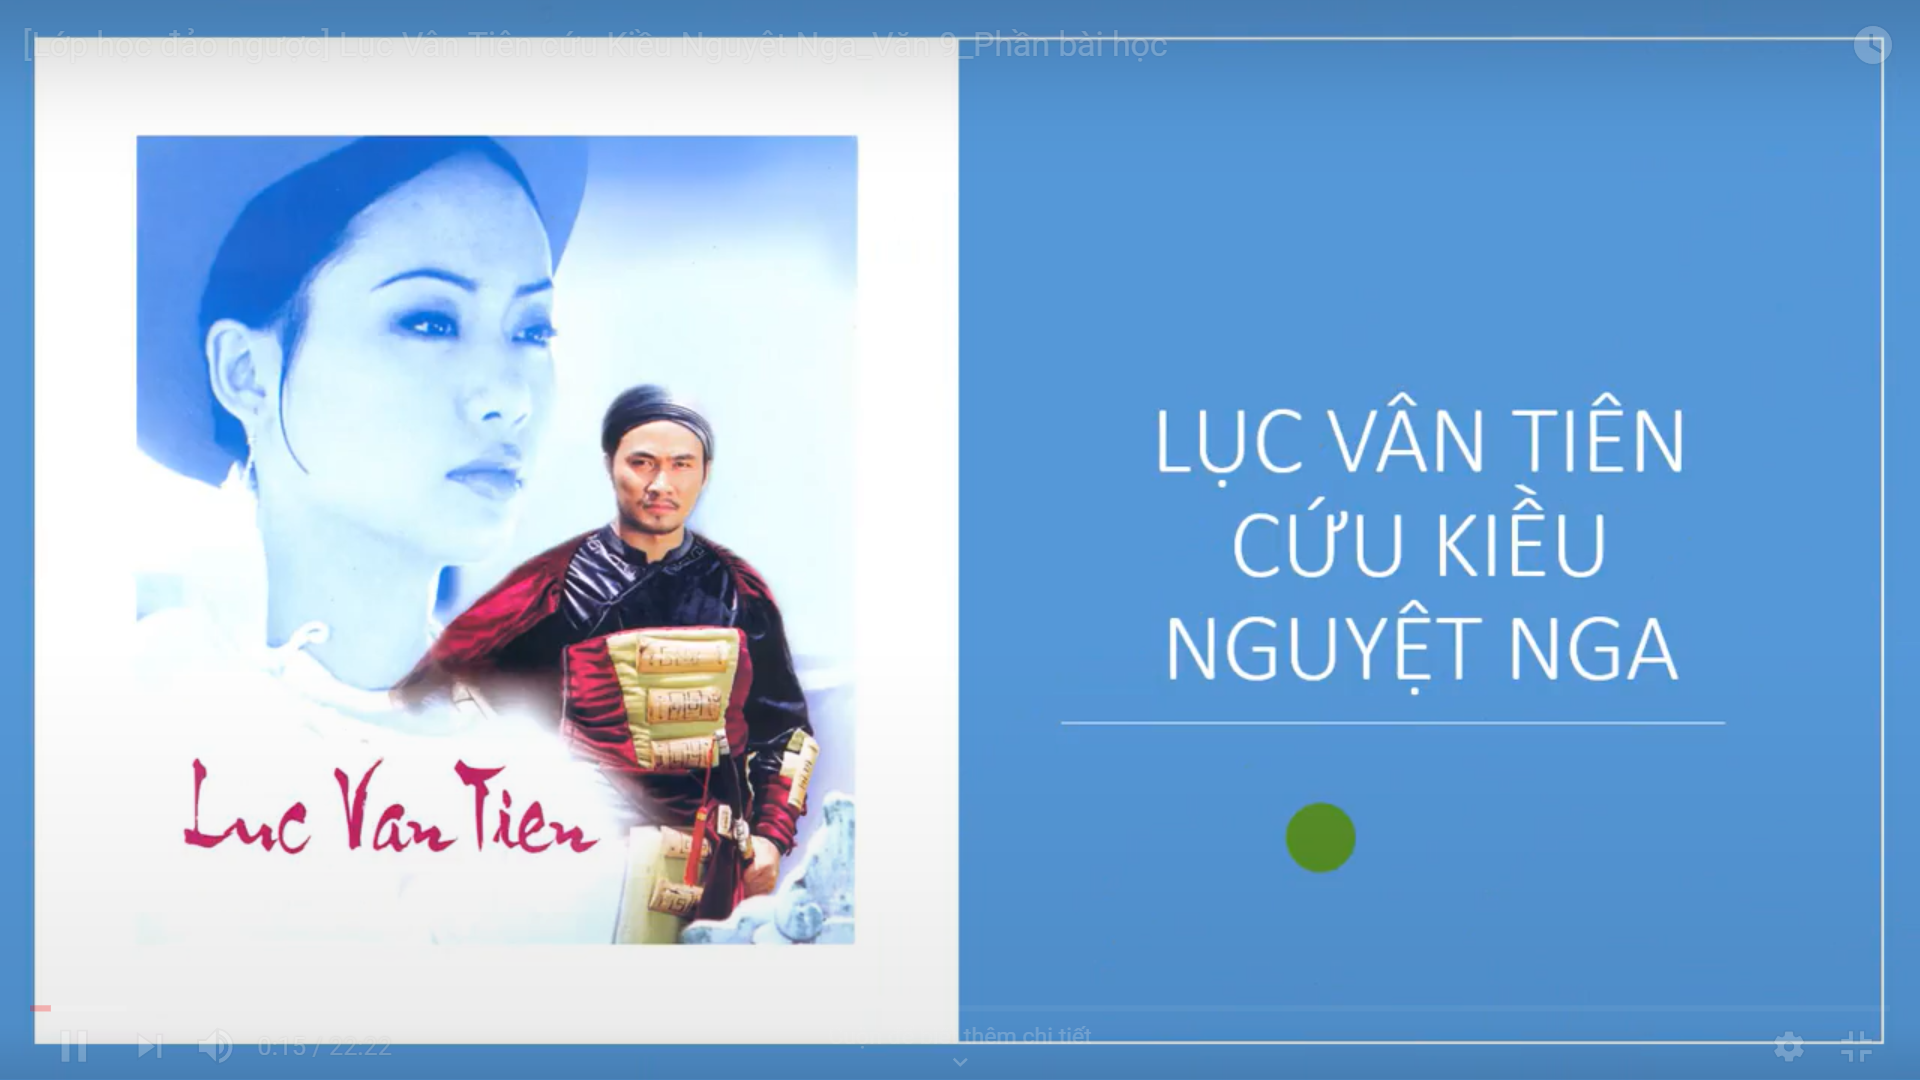 [Lớp học đảo ngược] Lục Vân Tiên cứu Kiều Nguyệt Nga_Văn 9_Phần bài học
LỤC VÂN TIÊN
CỨU KIỀU
NGUYỆT NGA
Luc Van Tien
0:15 / 22:22
thêm chi tiết